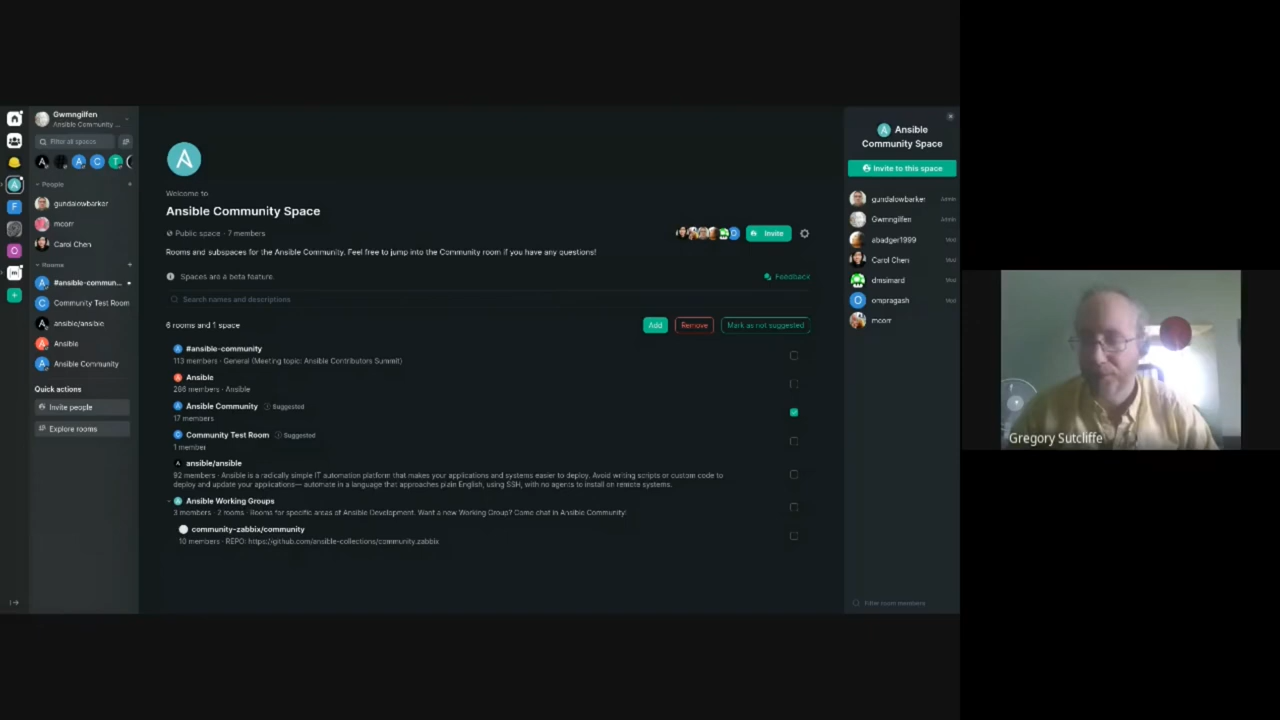 Gwmngilfen
Ansible Community ...
Filter all spaces
A
A
C
T
People
gundalowbarker
mcorr
Carol Chen
Rooms
#ansible-commun...
Community Test Room
ansible/ansible
Ansible
Ansible Community
Quick actions
Invite people
Explore rooms
Welcome to
Ansible Community Space
Public space · 7 members
Invite
Rooms and subspaces for the Ansible Community. Feel free to jump into the Community room if you have any questions!
Spaces are a beta feature.
Feedback
Search names and descriptions
6 rooms and 1 space
Add
Remove
Mark as not suggested
#ansible-community
113 members · General (Meeting topic: Ansible Contributors Summit)
Ansible
286 members · Ansible
Ansible Community Suggested
17 members
Community Test Room Suggested
1 member
ansible/ansible
92 members · Ansible is a radically simple IT automation platform that makes your applications and systems easier to deploy. Avoid writing scripts or custom code to
deploy and update your applications— automate in a language that approaches plain English, using SSH, with no agents to install on remote systems.
Ansible Working Groups
3 members · 2 rooms · Rooms for specific areas of Ansible Development. Want a new Working Group? Come chat in Ansible Community!
community-zabbix/community
10 members · REPO: https://github.com/ansible-collections/community.zabbix
Ansible
Community Space
Invite to this space
gundalowbarker Admin
Gwmngilfen Admin
abadger1999 Mod
Carol Chen Mod
dmsimard Mod
ompragash Mod
mcorr
Filter room members
Gregory Sutcliffe